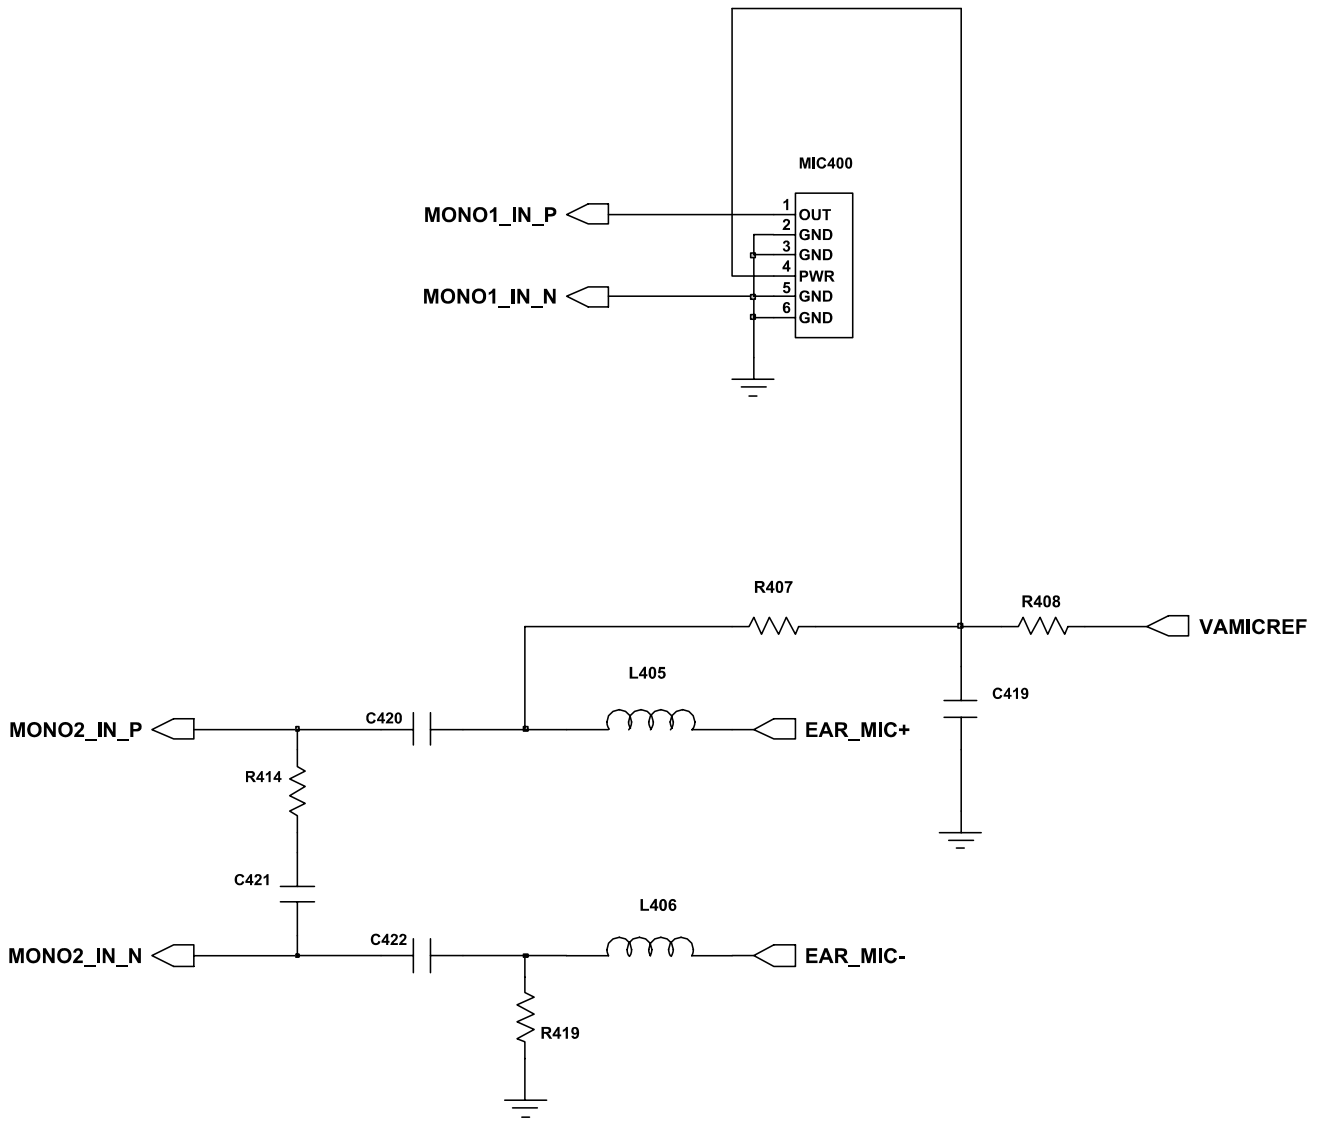 MIC400
MONO1_IN_P
1
OUT
2
GND
3
GND
4
PWR
MONO1_IN_N
5
GND
6
GND
R407
R408
VAMICREF
L405
C419
C420
MONO2_IN_P
EAR_MIC+
R414
C421
L406
C422
MONO2_IN_N
EAR_MIC-
R419